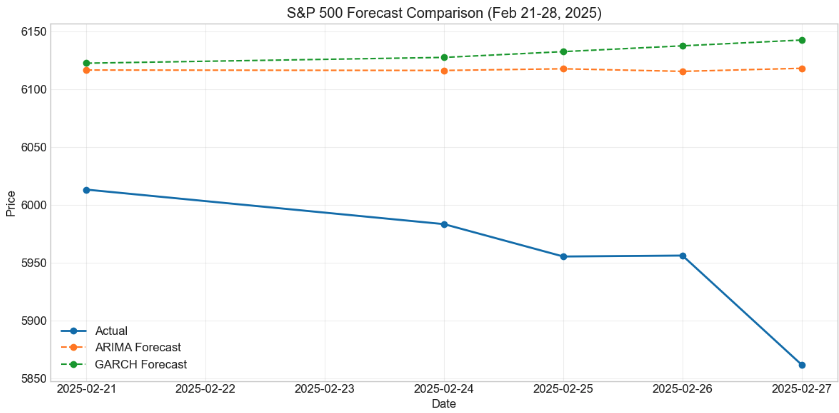 S&P 500 Forecast Comparison (Feb 21-28, 2025)
6150
6100
6050
6000
5950
5900
5850
Price
Actual
ARIMA Forecast
GARCH Forecast
2025-02-21 2025-02-22 2025-02-23 2025-02-24 2025-02-25 2025-02-26 2025-02-27
Date